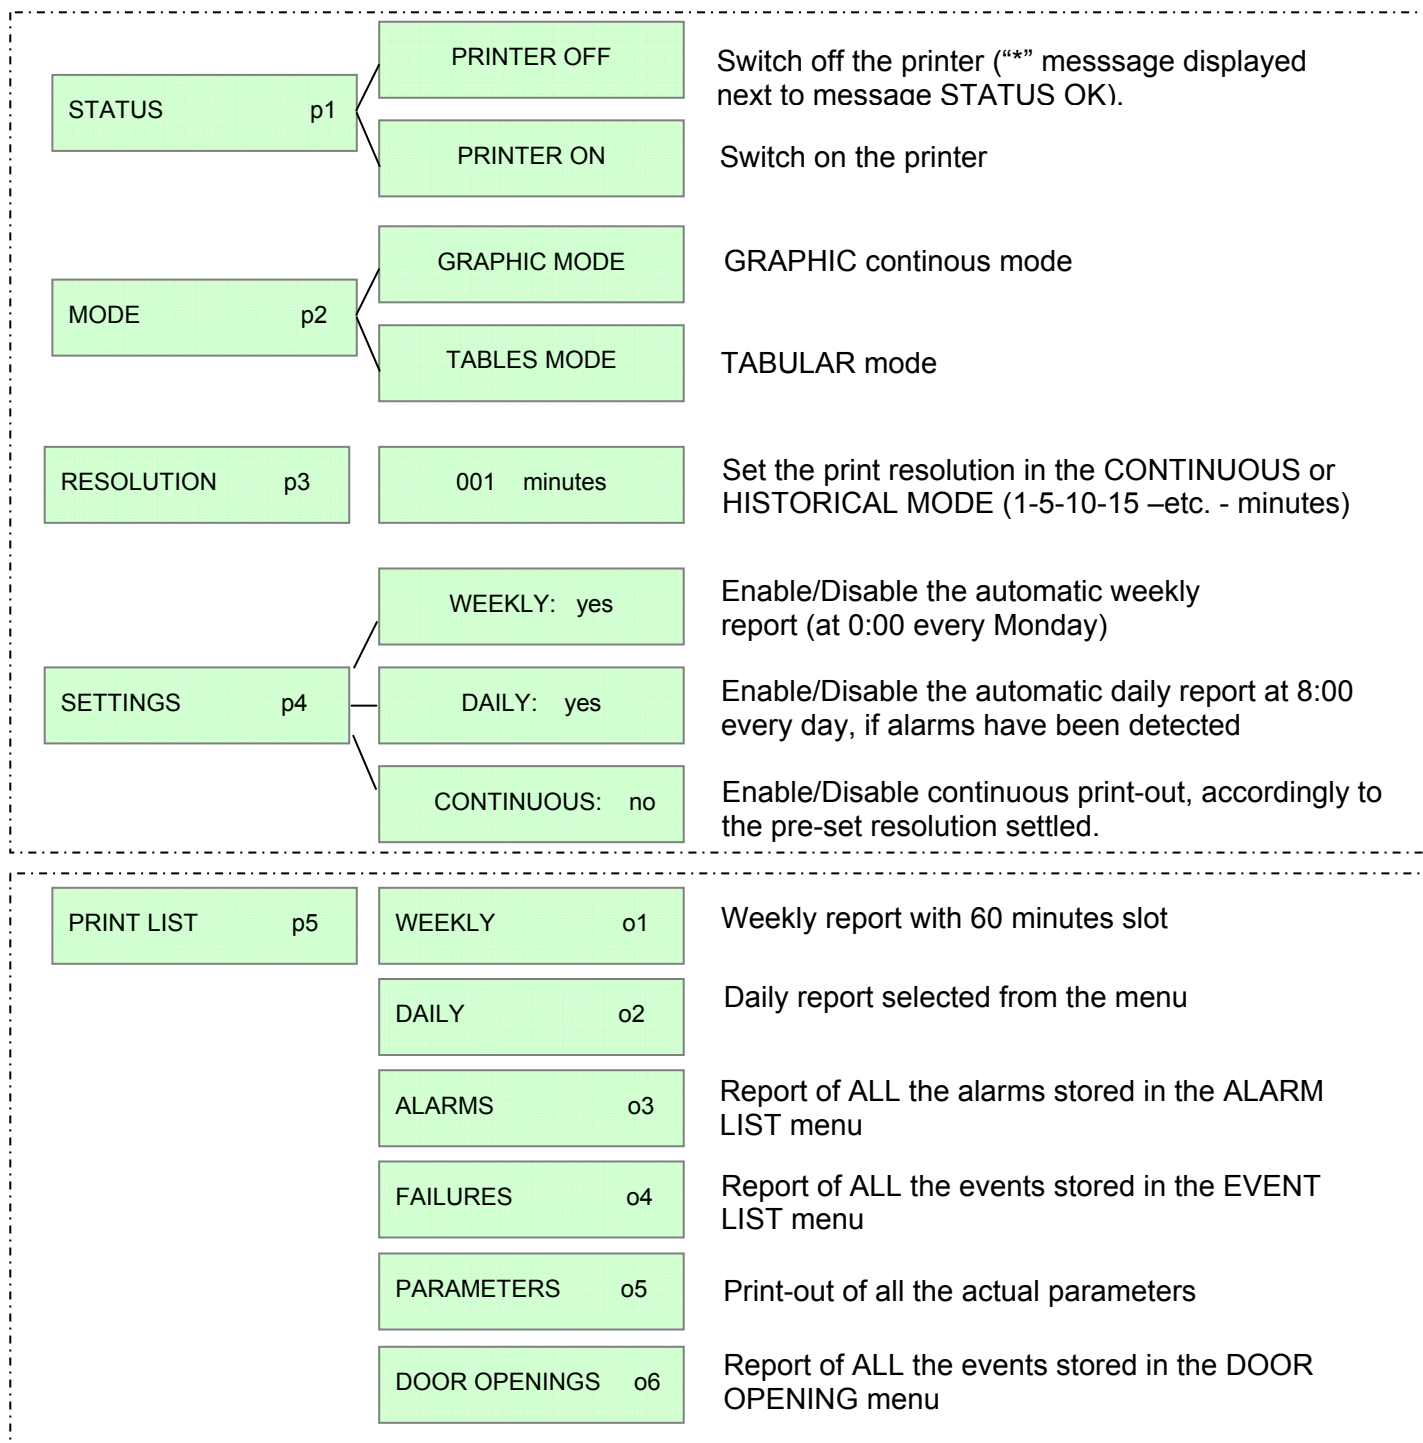 PRINTER OFF
Switch off the printer (“*” messsage displayed
next to message STATUS OK).
STATUS p1
PRINTER ON
Switch on the printer
GRAPHIC MODE
GRAPHIC continous mode
MODE p2
TABLES MODE
TABULAR mode
RESOLUTION p3
001 minutes
Set the print resolution in the CONTINUOUS or
HISTORICAL MODE (1-5-10-15 –etc. - minutes)
WEEKLY: yes
Enable/Disable the automatic weekly
report (at 0:00 every Monday)
SETTINGS p4
DAILY: yes
Enable/Disable the automatic daily report at 8:00
every day, if alarms have been detected
CONTINUOUS: no
Enable/Disable continuous print-out, accordingly to
the pre-set resolution settled.
PRINT LIST p5
WEEKLY o1
Weekly report with 60 minutes slot
DAILY o2
Daily report selected from the menu
ALARMS o3
Report of ALL the alarms stored in the ALARM
LIST menu
FAILURES o4
Report of ALL the events stored in the EVENT
LIST menu
PARAMETERS o5
Print-out of all the actual parameters
DOOR OPENINGS o6
Report of ALL the events stored in the DOOR
OPENING menu